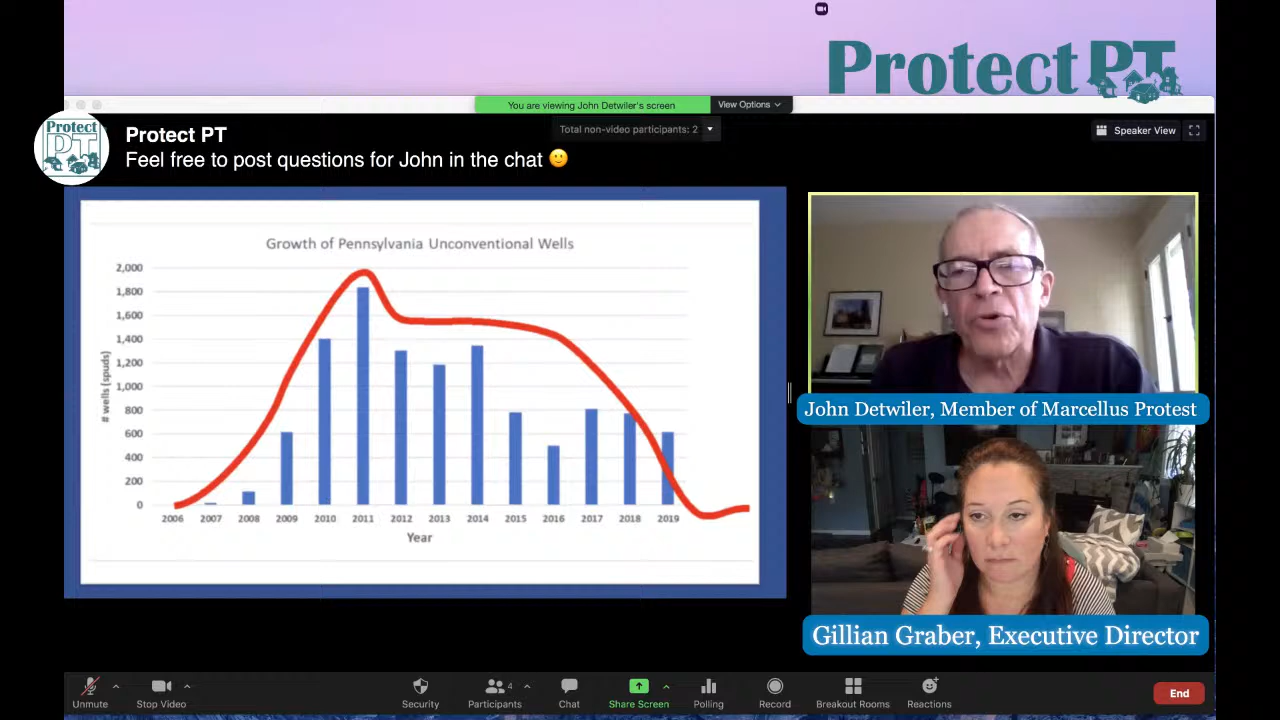 Protect PT
You are viewing John Detwiler's screen
View Options
Total non-video participants: 2
Speaker View
Protect PT
Protect PT
Feel free to post questions for John in the chat 🙂
Growth of Pennsylvania Unconventional Wells
2,000
1,800
1,600
1,400
1,200
1,000
800
600
400
200
0
# wells (spuds)
2006 2007 2008 2009 2010 2011 2012 2013 2014 2015 2016 2017 2018 2019
Year
John Detwiler, Member of Marcellus Protest
Gillian Graber, Executive Director
Unmute
Stop Video
Security
4
Participants
Chat
Share Screen
Polling
Record
Breakout Rooms
Reactions
End